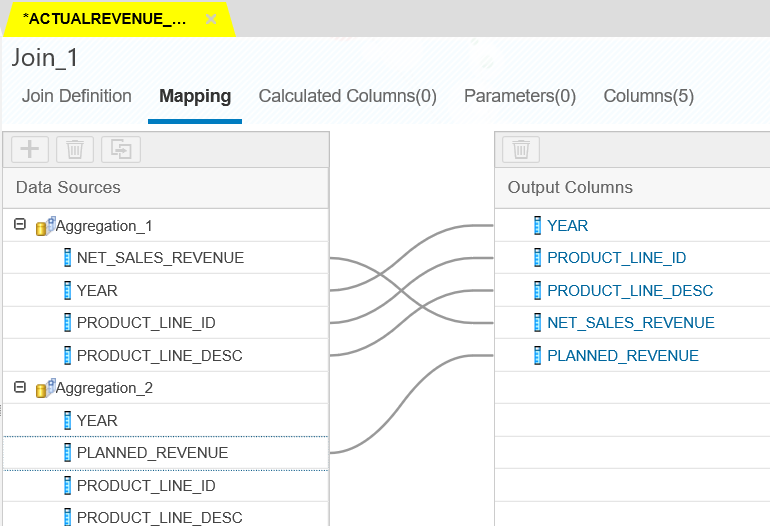 *ACTUALREVENUE_...
Join_1
Join Definition Mapping Calculated Columns(0) Parameters(0) Columns(5)
Data Sources
Aggregation_1
NET_SALES_REVENUE
YEAR
PRODUCT_LINE_ID
PRODUCT_LINE_DESC
Aggregation_2
YEAR
PLANNED_REVENUE
PRODUCT_LINE_ID
PRODUCT_LINE_DESC
Output Columns
YEAR
PRODUCT_LINE_ID
PRODUCT_LINE_DESC
NET_SALES_REVENUE
PLANNED_REVENUE